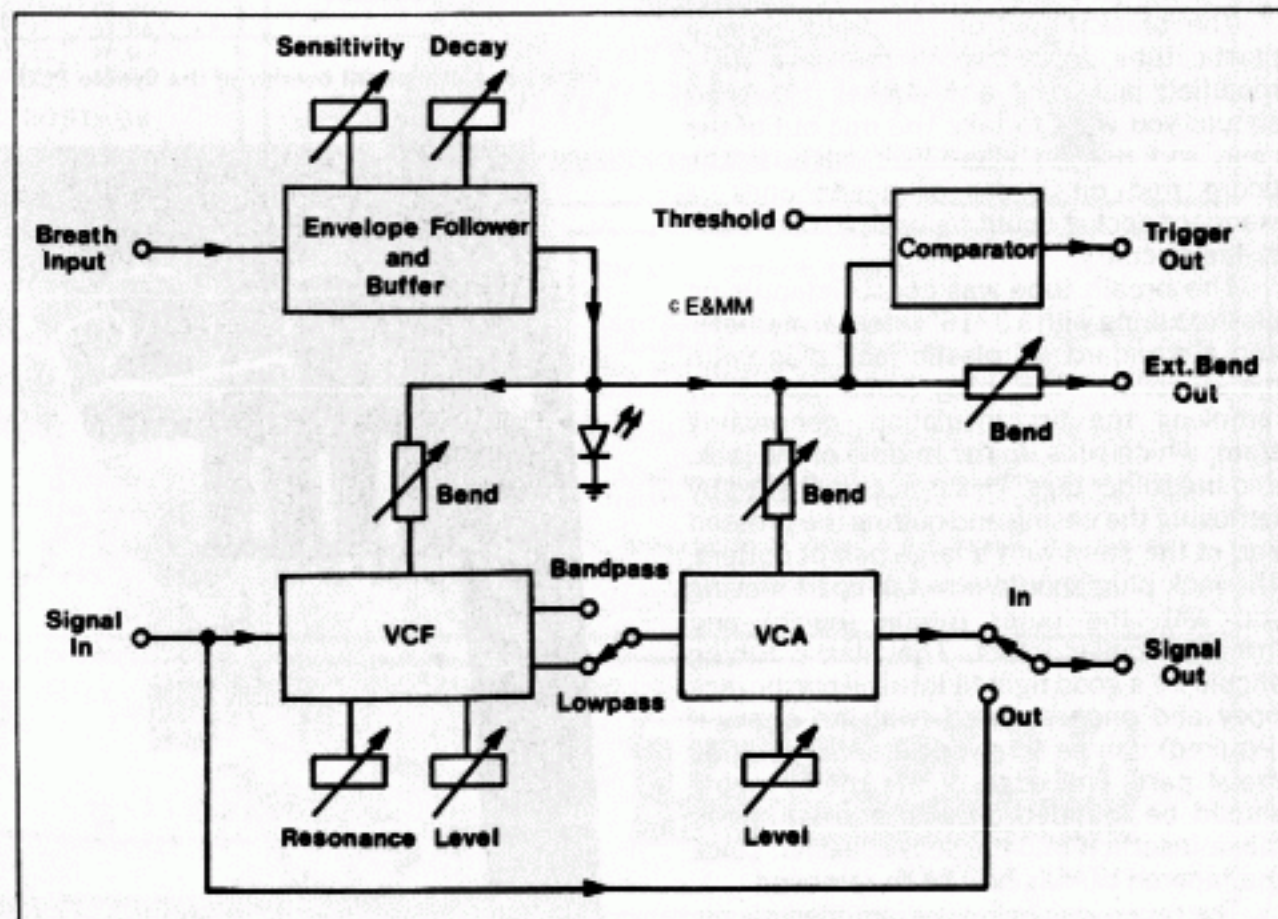 Sensitivity Decay
Breath
Input
Envelope Follower
and
Buffer
Threshold
Comparator
Trigger
Out
c E&MM
Ext.Bend
Out
Bend
Bend
Bend
Bandpass
In
Signal
In
VCF
VCA
Signal
Out
Lowpass
Out
Resonance Level
Level